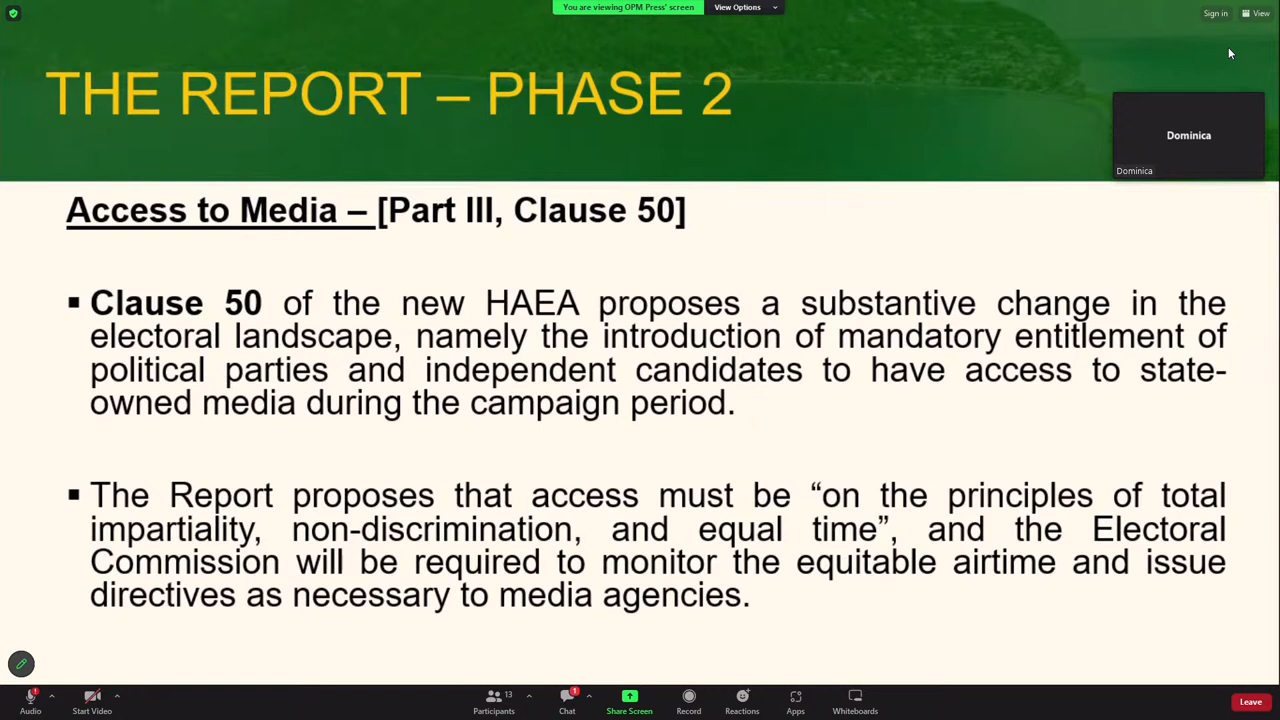 You are viewing OPM Press' screen
View Options
Sign in
View
THE REPORT – PHASE 2
Dominica
Dominica
Access to Media – [Part III, Clause 50]
▪ Clause 50 of the new HAEA proposes a substantive change in the
electoral landscape, namely the introduction of mandatory entitlement of
political parties and independent candidates to have access to state-
owned media during the campaign period.
▪ The Report proposes that access must be “on the principles of total
impartiality, non-discrimination, and equal time”, and the Electoral
Commission will be required to monitor the equitable airtime and issue
directives as necessary to media agencies.
1
Audio
Start Video
13
Participants
1
Chat
Share Screen
Record
Reactions
Apps
Whiteboards
Leave